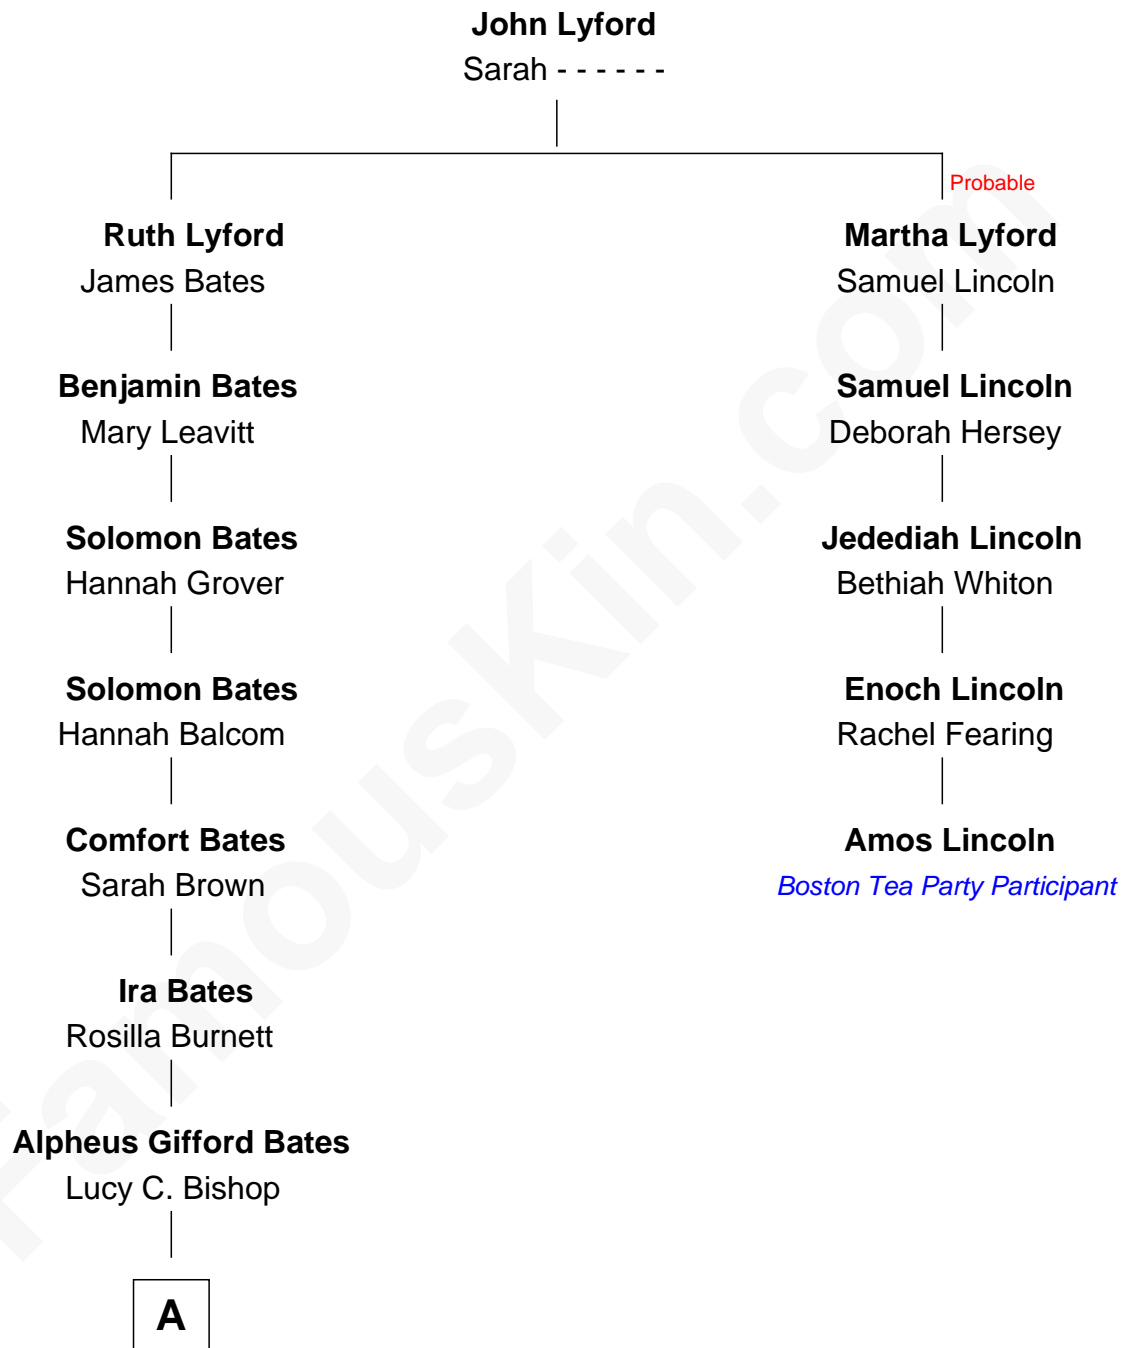 John Lyford
Sarah - - - - - -
Probable
Ruth Lyford
James Bates
Martha Lyford
Samuel Lincoln
Benjamin Bates
Mary Leavitt
Samuel Lincoln
Deborah Hersey
Solomon Bates
Hannah Grover
Jedediah Lincoln
Bethiah Whiton
Solomon Bates
Hannah Balcom
Enoch Lincoln
Rachel Fearing
Comfort Bates
Sarah Brown
Amos Lincoln
Boston Tea Party Participant
Ira Bates
Rosilla Burnett
Alpheus Gifford Bates
Lucy C. Bishop
A
FamousKin.com